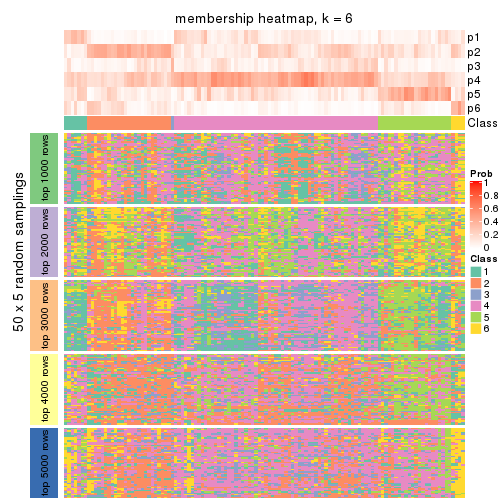 membership heatmap, k = 6
p1
p2
p3
p4
p5
p6
Class
50 x 5 random samplings
top 1000 rows
top 2000 rows
top 3000 rows
top 4000 rows
top 5000 rows
Prob
1
0.8
0.6
0.4
0.2
0
Class
1
2
3
4
5
6